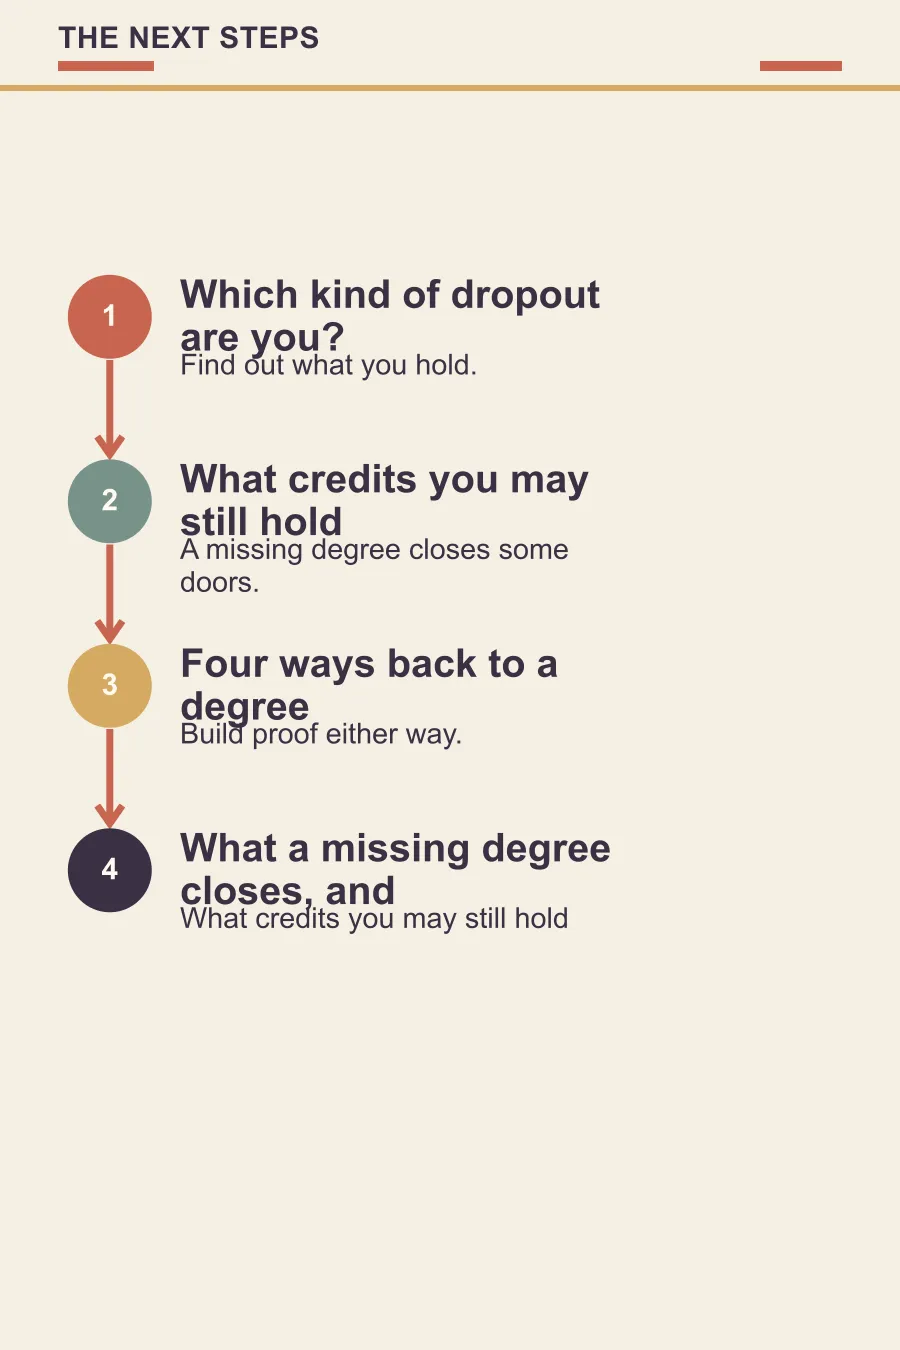 THE NEXT STEPS
1
Which kind of dropout
are you?
Find out what you hold.
2
What credits you may
still hold
A missing degree closes some
doors.
3
Four ways back to a
degree
Build proof either way.
4
What a missing degree
closes, and
What credits you may still hold